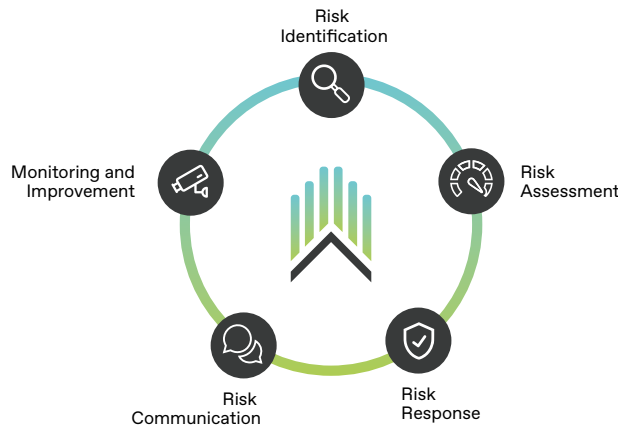 Risk
Identification
Risk
Assessment
Risk
Response
Risk
Communication
Monitoring and
Improvement